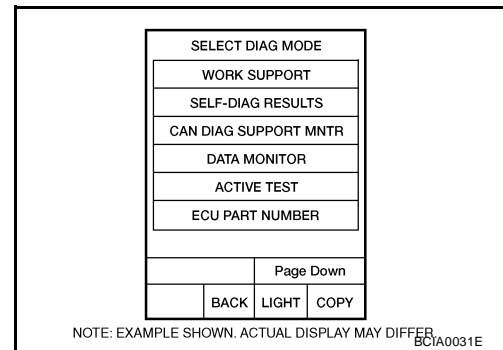 SELECT DIAG MODE
WORK SUPPORT
SELF-DIAG RESULTS
CAN DIAG SUPPORT MNTR
DATA MONITOR
ACTIVE TEST
ECU PART NUMBER
Page Down
BACK LIGHT COPY
NOTE: EXAMPLE SHOWN. ACTUAL DISPLAY MAY DIFFER.
BCIA0031E